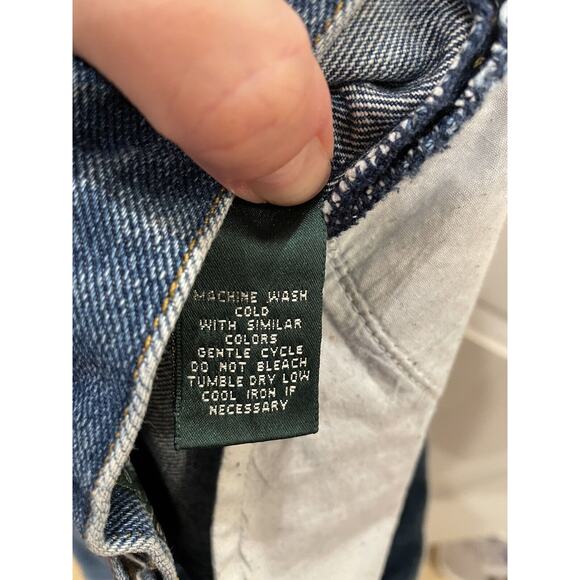 MACHINE WASH
COLD
WITH SIMILAR
COLORS
GENTLE CYCLE
DO NOT BLEACH
TUMBLE DRY LOW
COOL IRON IF
NECESSARY